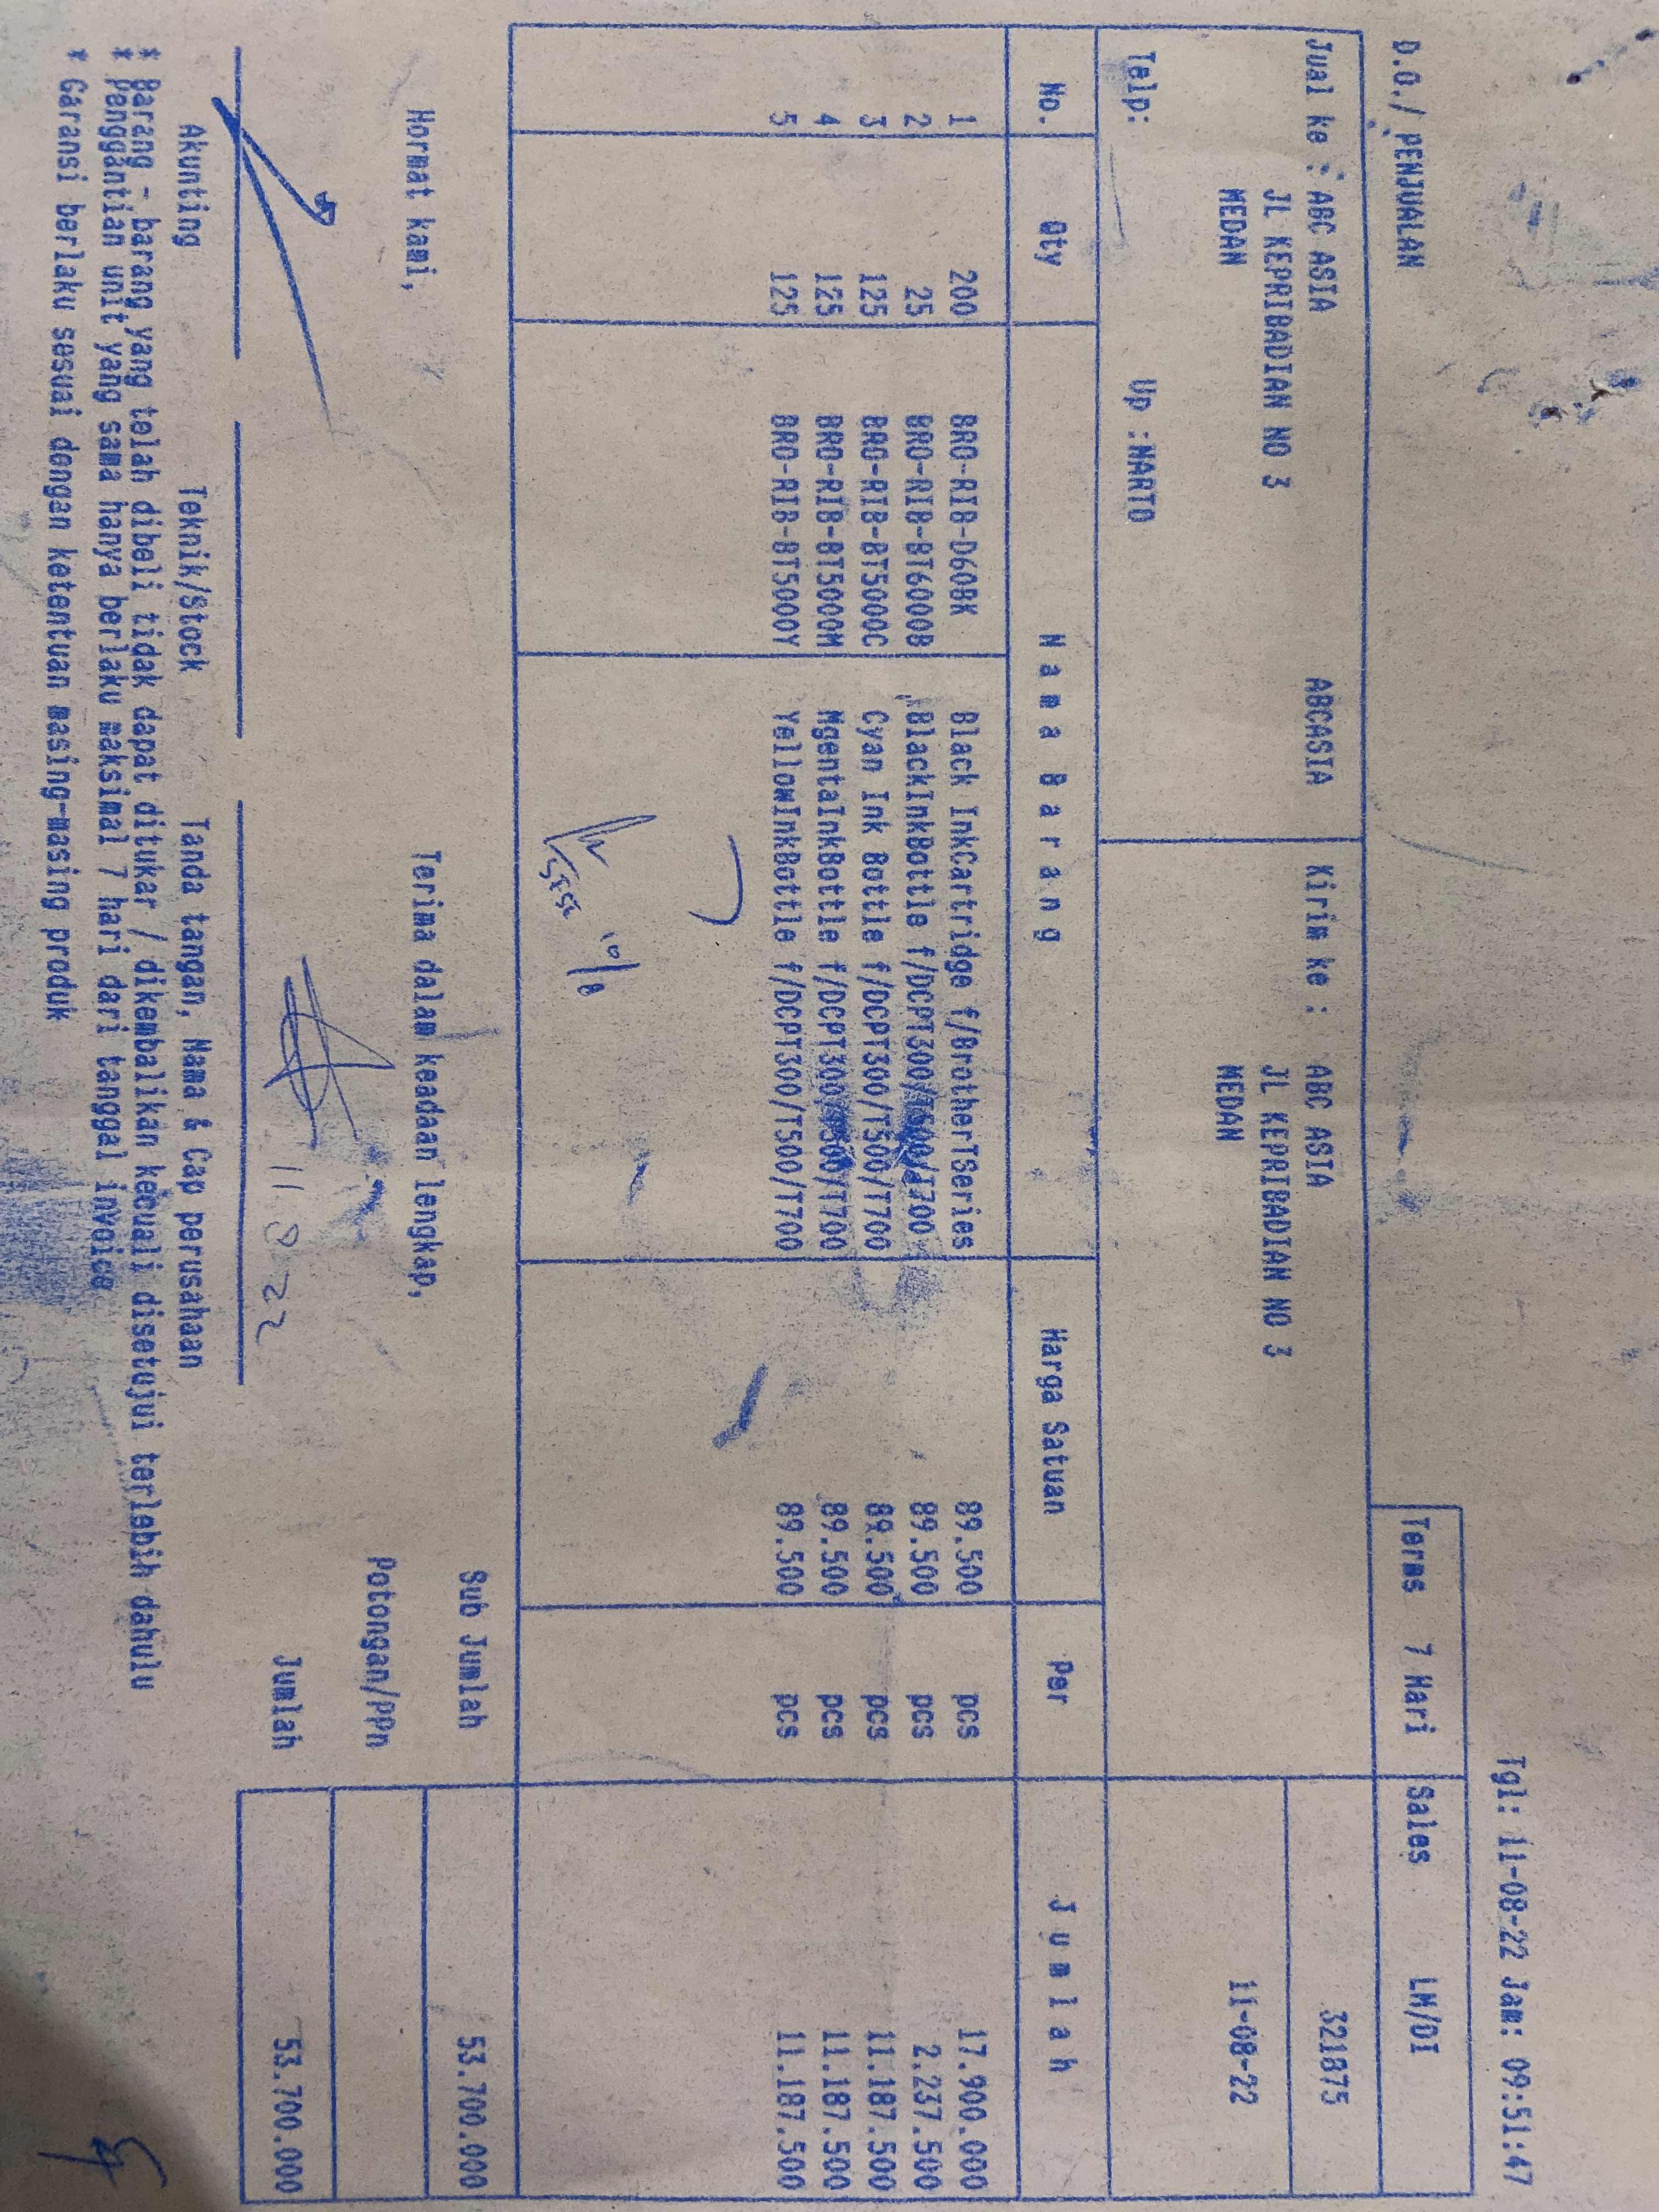 Tgl: 11-08-22 Jam: 09:51:47
D.O./ PENJUALAN
Terms 7 Hari Sales LM/DI
Jual ke : ABC ASIA ABCASIA Kirim ke : ABC ASIA 321875
JL KEPRIBADIAN NO 3 JL KEPRIBADIAN NO 3
MEDAN MEDAN 11-08-22
Telp: Up :NARTO
No. Qty Nama Barang Harga Satuan Per Jumlah
1 200 BRO-RIB-D60BK Black InkCartridge f/BrotherTSeries 89.500 pcs 17.900.000
2 25 BRO-RIB-BT6000B BlackInkBottle f/DCPT300/T500/T700 89.500 pcs 2.237.500
3 125 BRO-RIB-BT5000C Cyan Ink Bottle f/DCPT300/T500/T700 89.500 pcs 11.187.500
4 125 BRO-RIB-BT5000M MgentaInkBottle f/DCPT300/T500/T700 89.500 pcs 11.187.500
5 125 BRO-RIB-BT5000Y YellowInkBottle f/DCPT300/T500/T700 89.500 pcs 11.187.500
Sub Jumlah 53.700.000
Hormat kami, Terima dalam keadaan lengkap,
Potongan/PPn
Jumlah 53.700.000
11 8 22
Akunting Teknik/Stock Tanda tangan, Nama & Cap perusahaan
* Barang - barang yang telah dibeli tidak dapat ditukar / dikembalikan kecuali disetujui terlebih dahulu
* Penggantian unit yang sama hanya berlaku maksimal 7 hari dari tanggal invoice
* Garansi berlaku sesuai dengan ketentuan masing-masing produk